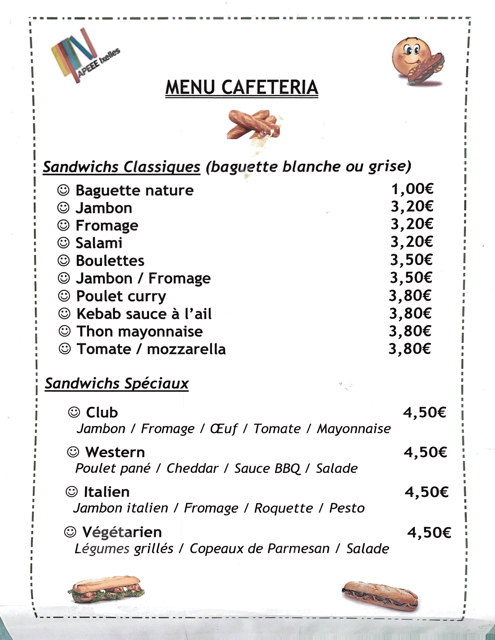 APEEE Ixelles
MENU CAFETERIA
Sandwichs Classiques (baguette blanche ou grise)
☺ Baguette nature 1,00€
☺ Jambon 3,20€
☺ Fromage 3,20€
☺ Salami 3,20€
☺ Boulettes 3,50€
☺ Jambon / Fromage 3,50€
☺ Poulet curry 3,80€
☺ Kebab sauce à l’ail 3,80€
☺ Thon mayonnaise 3,80€
☺ Tomate / mozzarella 3,80€
Sandwichs Spéciaux
☺ Club 4,50€
Jambon / Fromage / Œuf / Tomate / Mayonnaise
☺ Western 4,50€
Poulet pané / Cheddar / Sauce BBQ / Salade
☺ Italien 4,50€
Jambon italien / Fromage / Roquette / Pesto
☺ Végétarien 4,50€
Légumes grillés / Copeaux de Parmesan / Salade